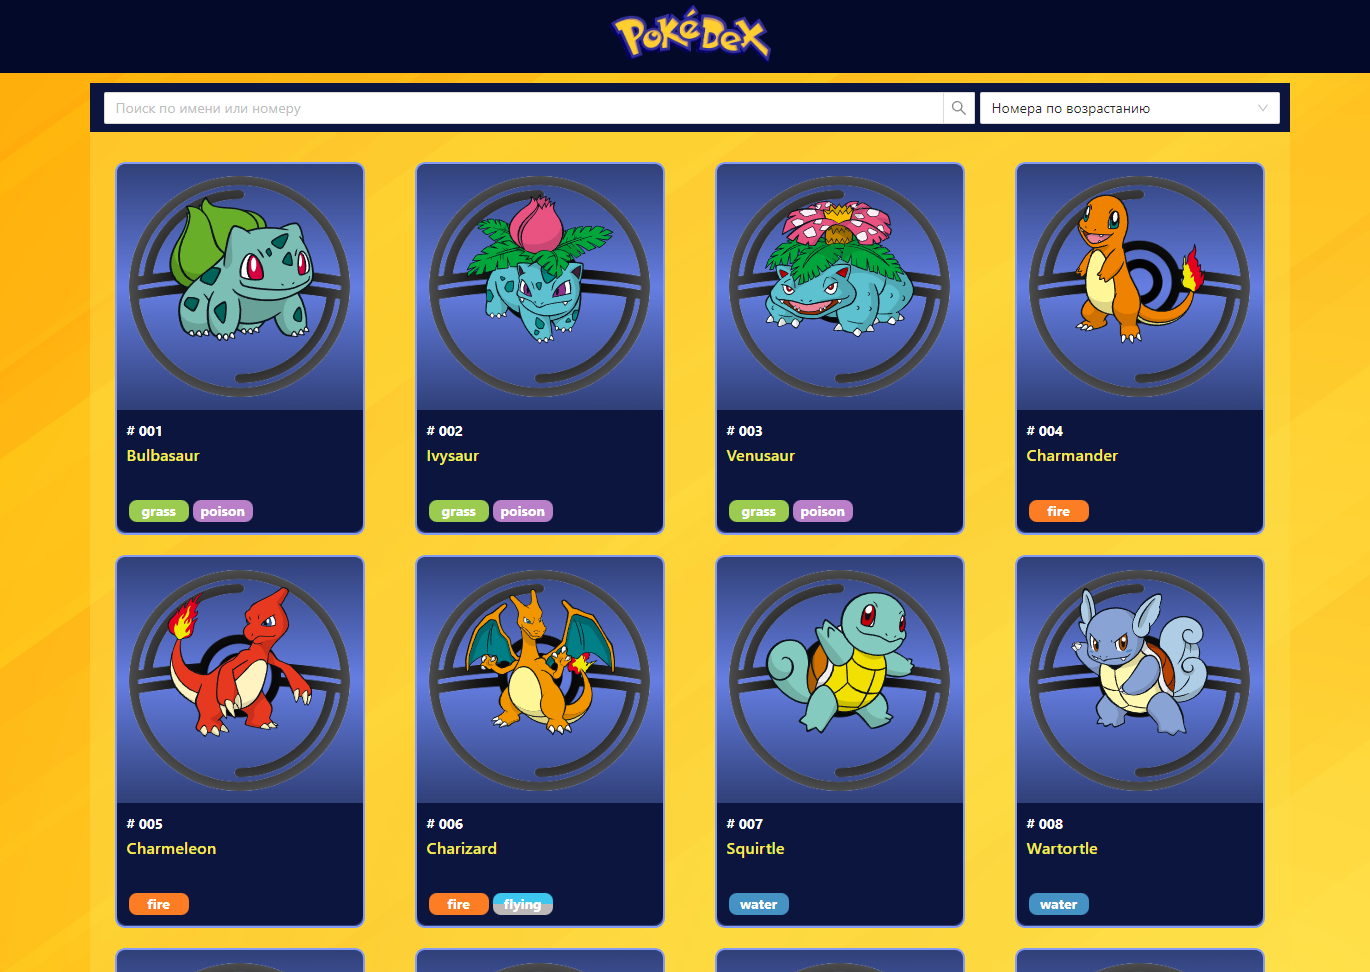 PoKéDeX
Поиск по имени или номеру
Номера по возрастанию
# 001
Bulbasaur
grass poison
# 002
Ivysaur
grass poison
# 003
Venusaur
grass poison
# 004
Charmander
fire
# 005
Charmeleon
fire
# 006
Charizard
fire flying
# 007
Squirtle
water
# 008
Wartortle
water